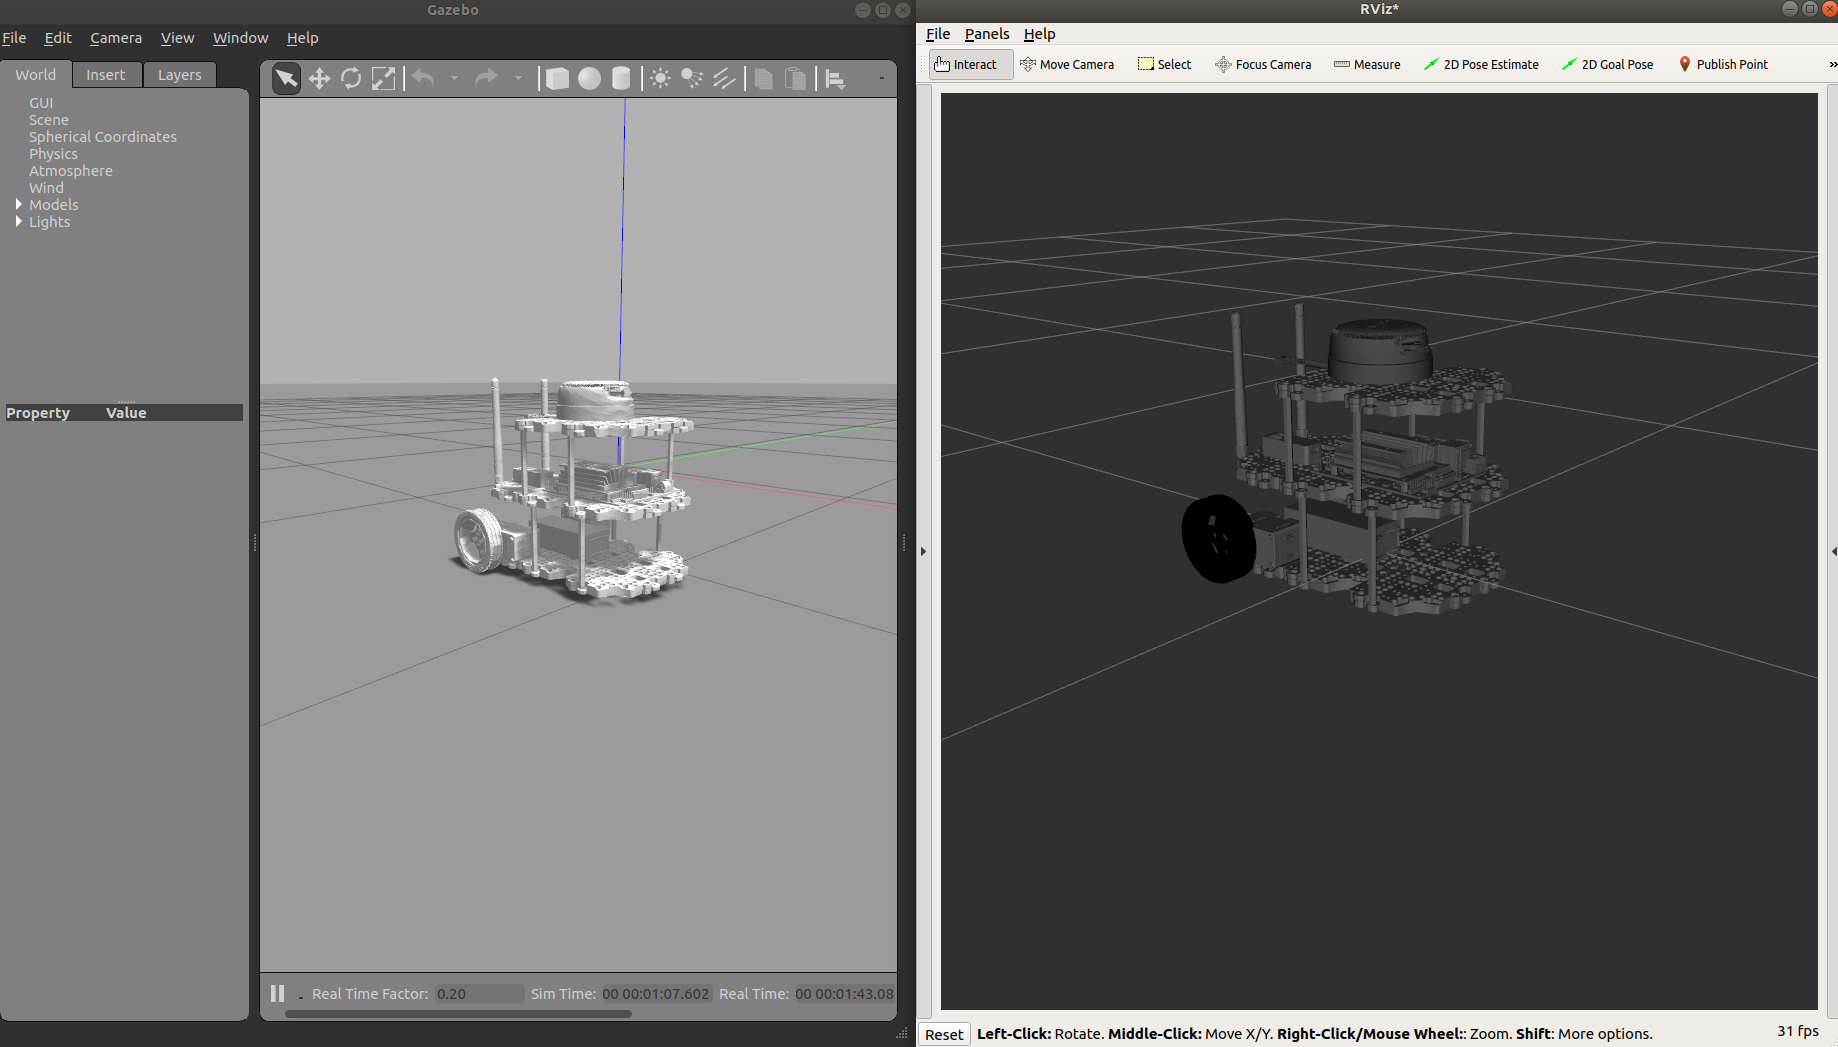 Gazebo
File Edit Camera View Window Help
World Insert Layers
GUI
Scene
Spherical Coordinates
Physics
Atmosphere
Wind
Models
Lights
Property Value
Real Time Factor: 0.20 Sim Time: 00 00:01:07.602 Real Time: 00 00:01:43.08
RViz*
File Panels Help
Interact Move Camera Select Focus Camera Measure 2D Pose Estimate 2D Goal Pose Publish Point »
Reset Left-Click: Rotate. Middle-Click: Move X/Y. Right-Click/Mouse Wheel:: Zoom. Shift: More options. 31 fps